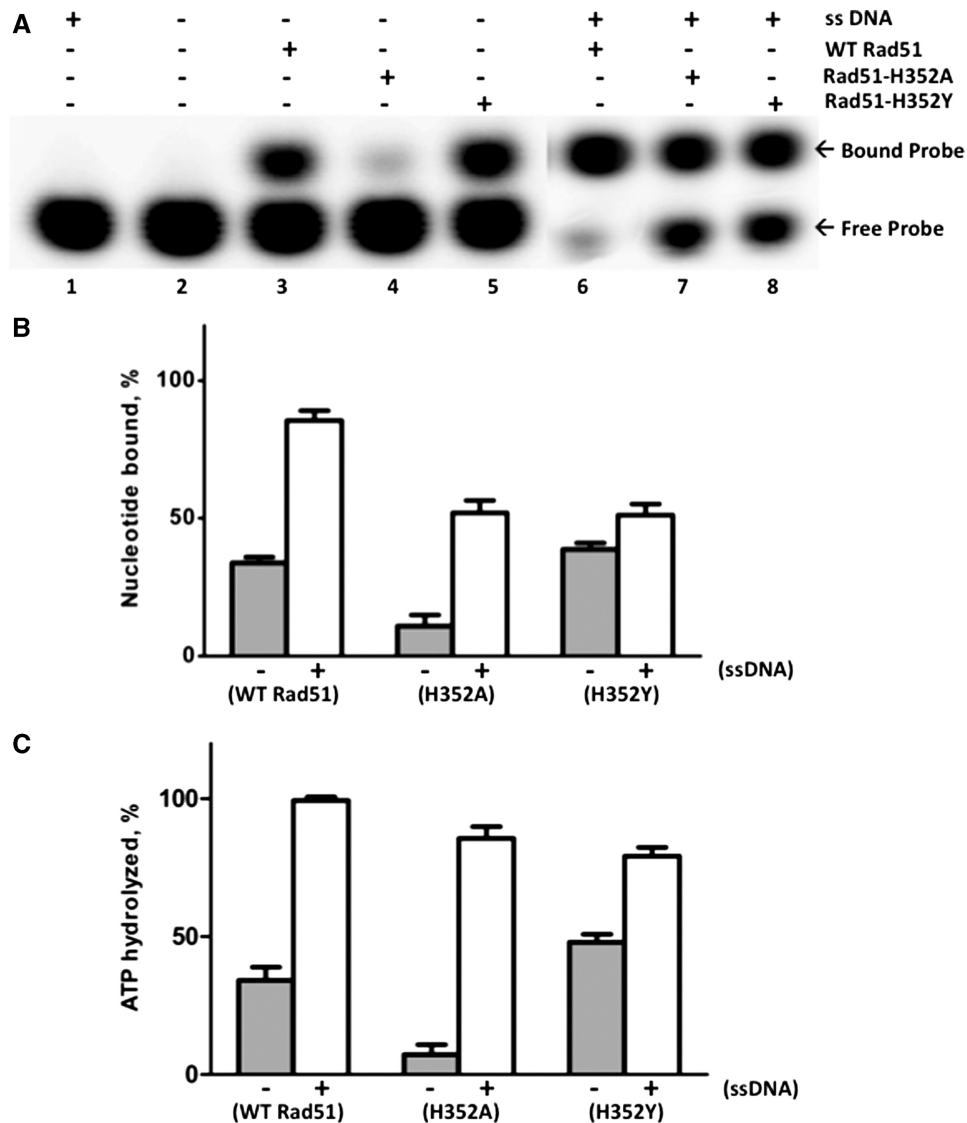 A + - - - - + + + ss DNA
- - + - - + - - WT Rad51
- - - + - - + - Rad51-H352A
- - - - + - - + Rad51-H352Y
← Bound Probe
← Free Probe
1 2 3 4 5 6 7 8
B
Nucleotide bound, %
100
50
0
- + - + - + (ssDNA)
(WT Rad51) (H352A) (H352Y)
C
ATP hydrolyzed, %
100
50
0
- + - + - + (ssDNA)
(WT Rad51) (H352A) (H352Y)